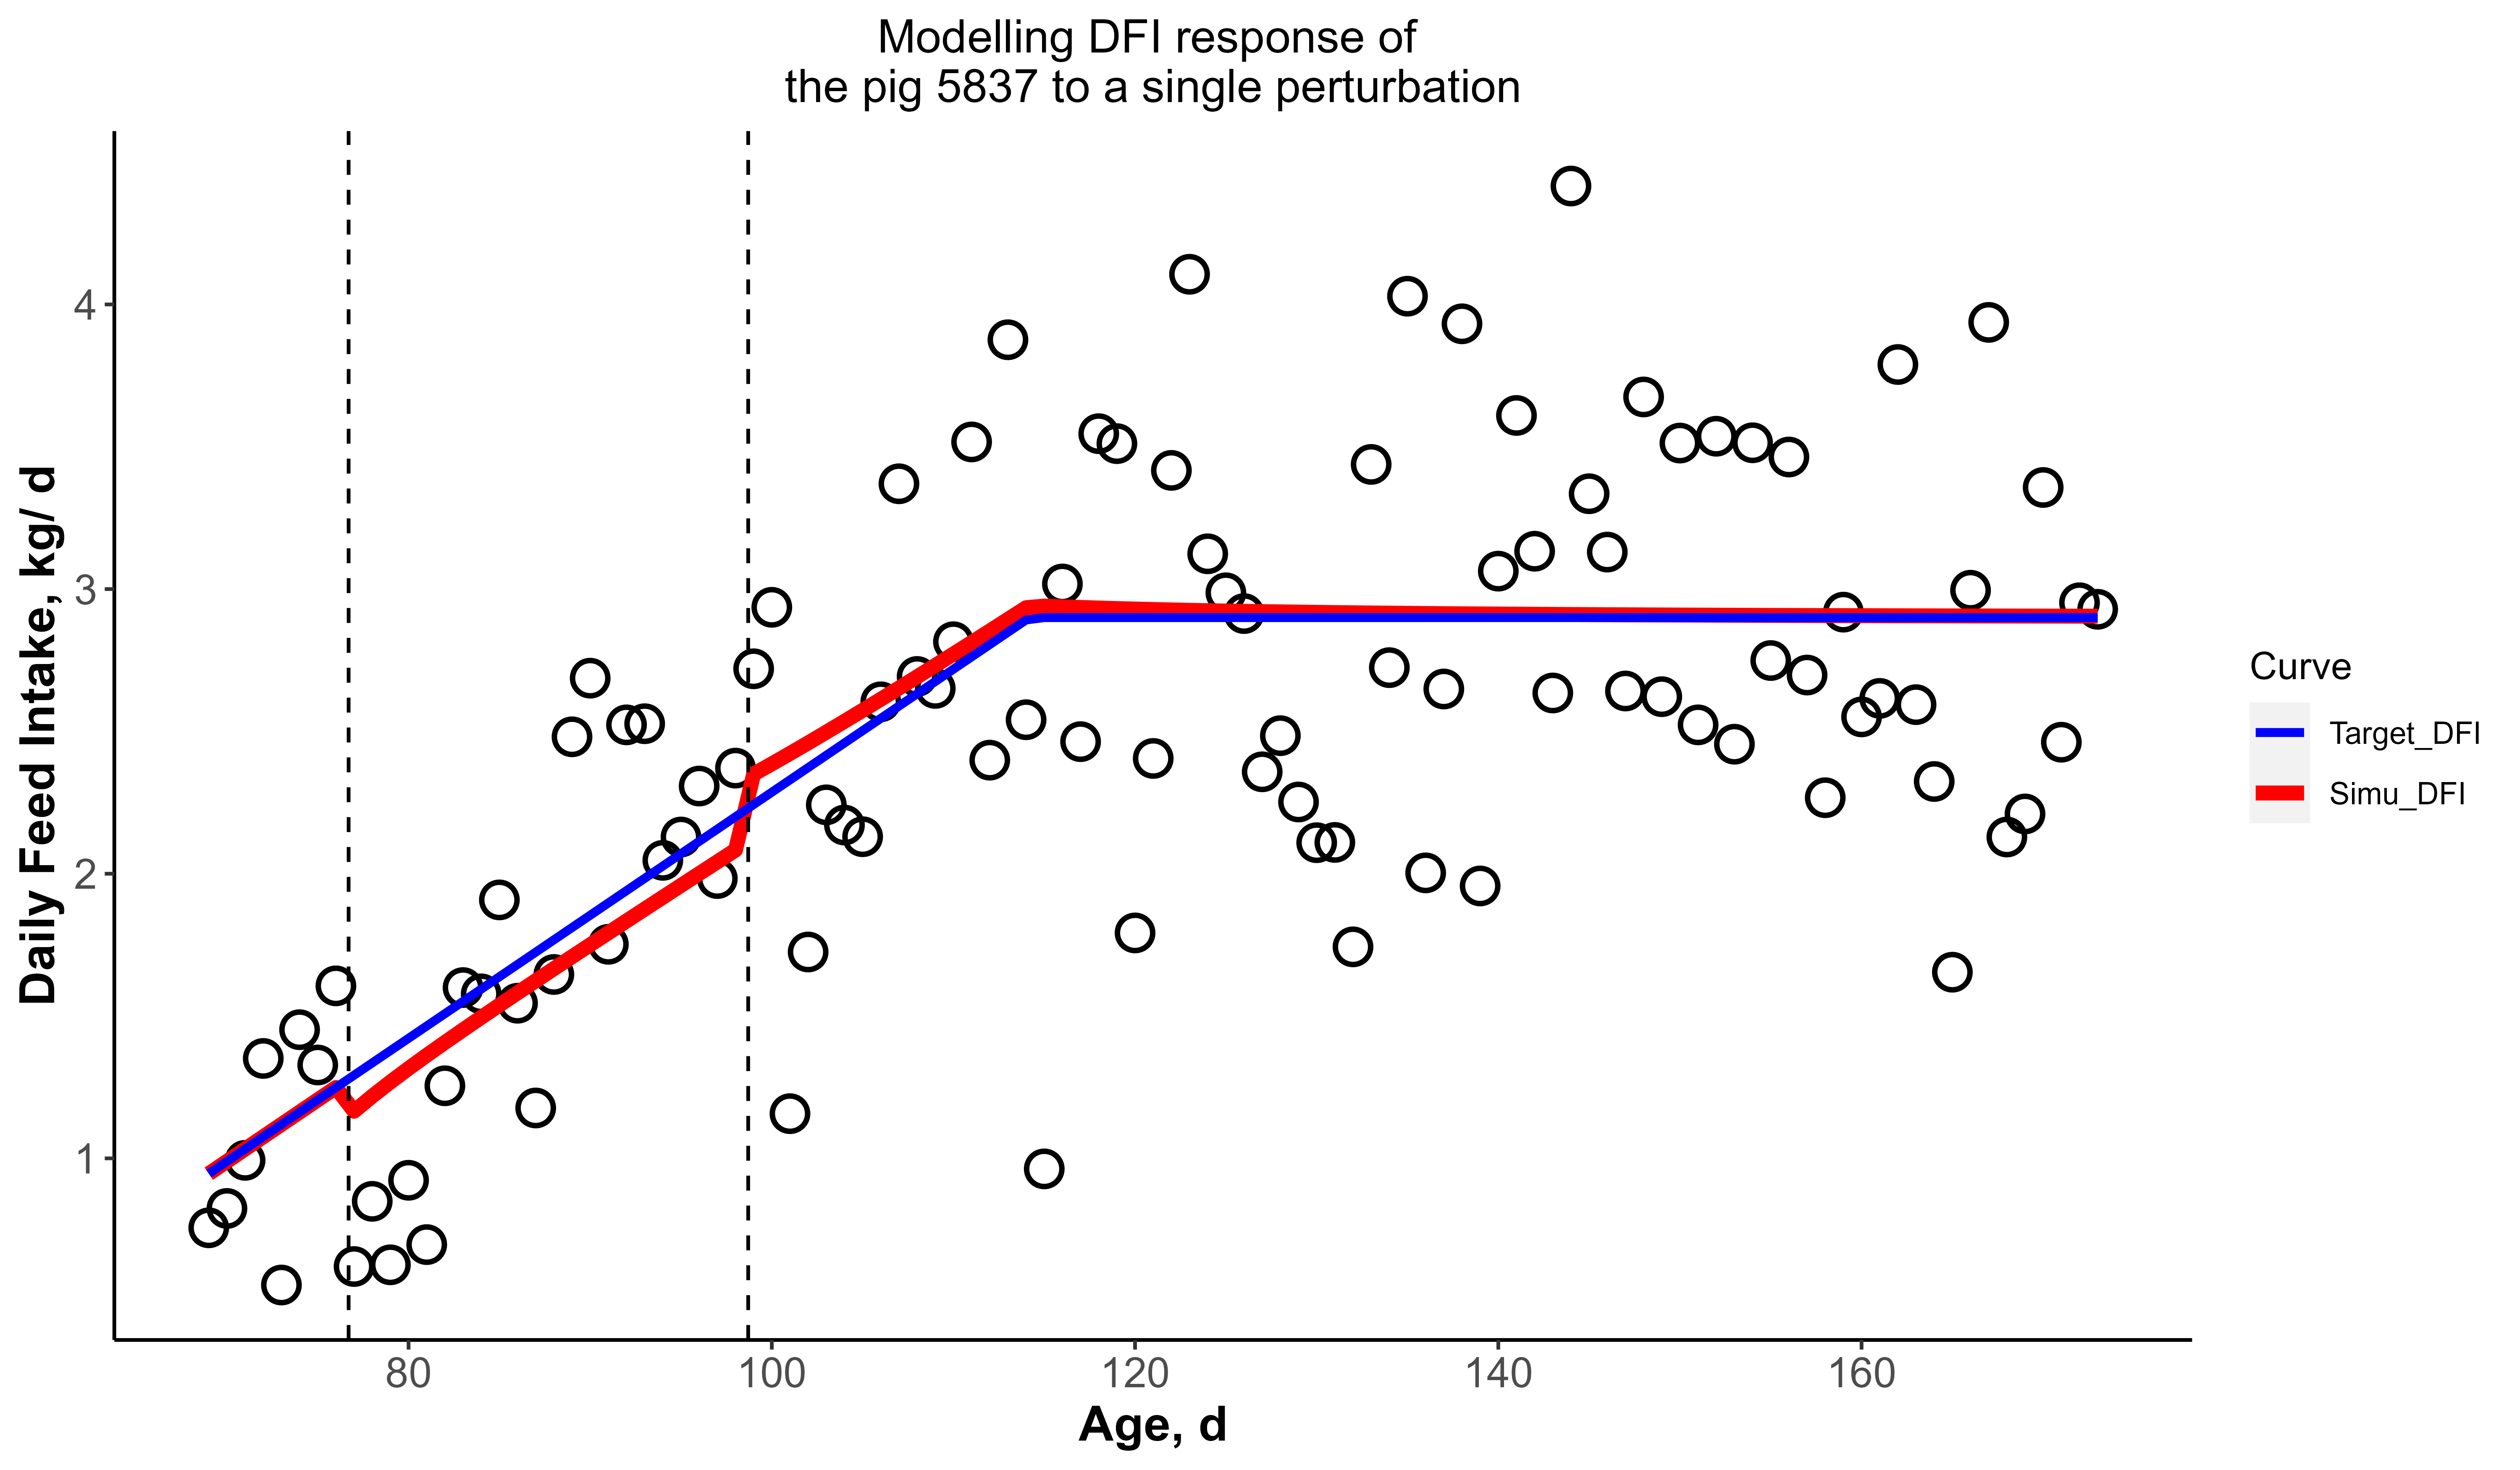 Modelling DFI response of
the pig 5837 to a single perturbation
Daily Feed Intake, kg/ d
4
3
2
1
80
100
120
140
160
Age, d
Curve
Target_DFI
Simu_DFI